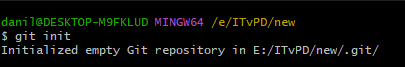 danil@DESKTOP-M9FKLUD MINGW64 /e/ITvPD/new
$ git init
Initialized empty Git repository in E:/ITvPD/new/.git/